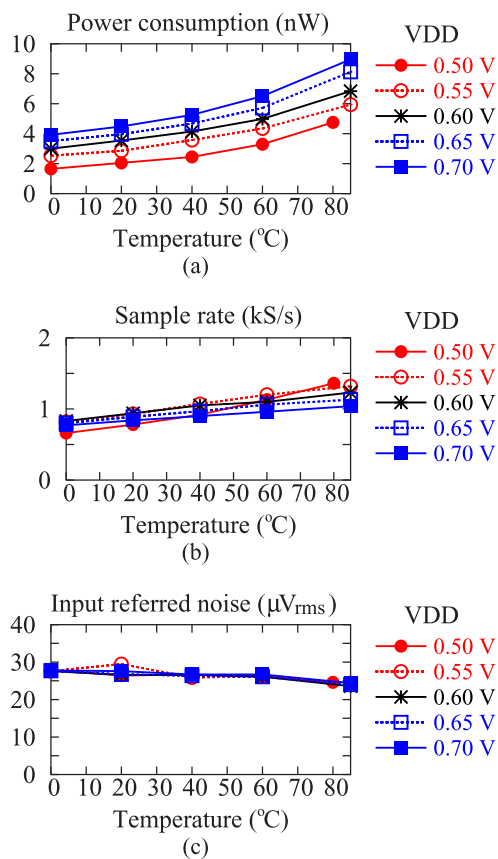 Power consumption (nW)
VDD
10
8
6
4
2
0
0 20 40 60 80
0.50 V
0.55 V
0.60 V
0.65 V
0.70 V
Temperature (°C)
(a)
Sample rate (kS/s)
VDD
2
1
0
0 10 20 30 40 50 60 70 80
0.50 V
0.55 V
0.60 V
0.65 V
0.70 V
Temperature (°C)
(b)
Input referred noise (μVrms)
VDD
40
30
20
10
0
0 10 20 30 40 50 60 70 80
0.50 V
0.55 V
0.60 V
0.65 V
0.70 V
Temperature (°C)
(c)